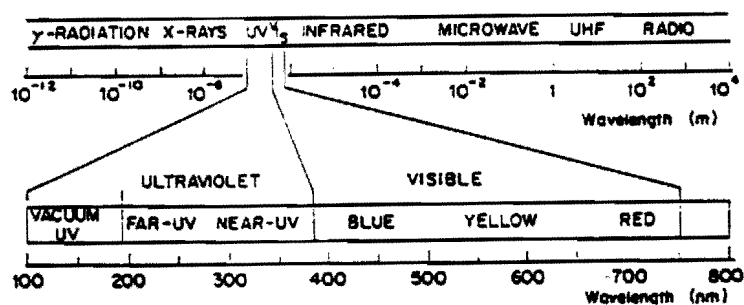 γ-RADIATION X-RAYS UV VIS INFRARED MICROWAVE UHF RADIO
10⁻¹² 10⁻¹⁰ 10⁻⁸ 10⁻⁴ 10⁻² 1 10² 10⁴
Wavelength (m)
ULTRAVIOLET VISIBLE
VACUUM UV FAR-UV NEAR-UV BLUE YELLOW RED
100 200 300 400 500 600 700 800
Wavelength (nm)